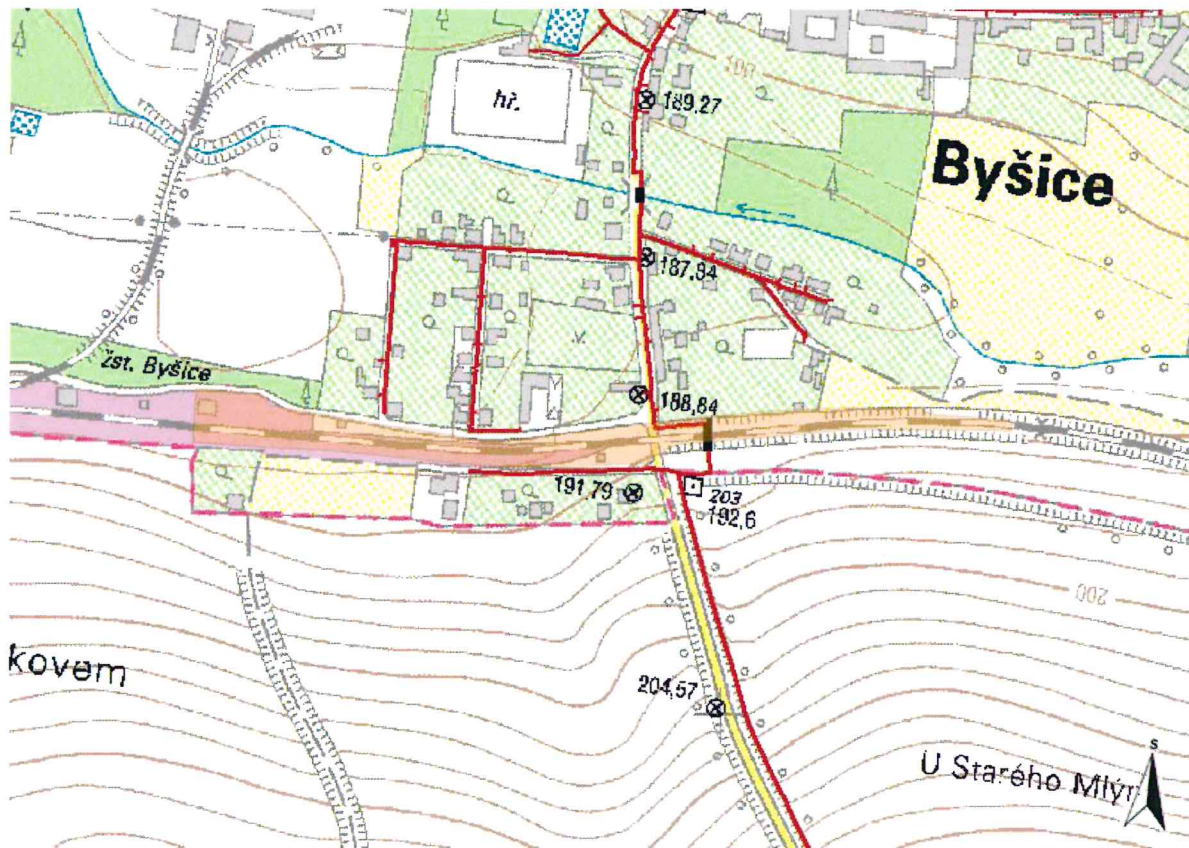 190
189,27
hř.
Byšice
187,84
v.
žst. Byšice
188,84
191,79
203
192,6
200
kovem
204,57
U Starého Mlýn
S